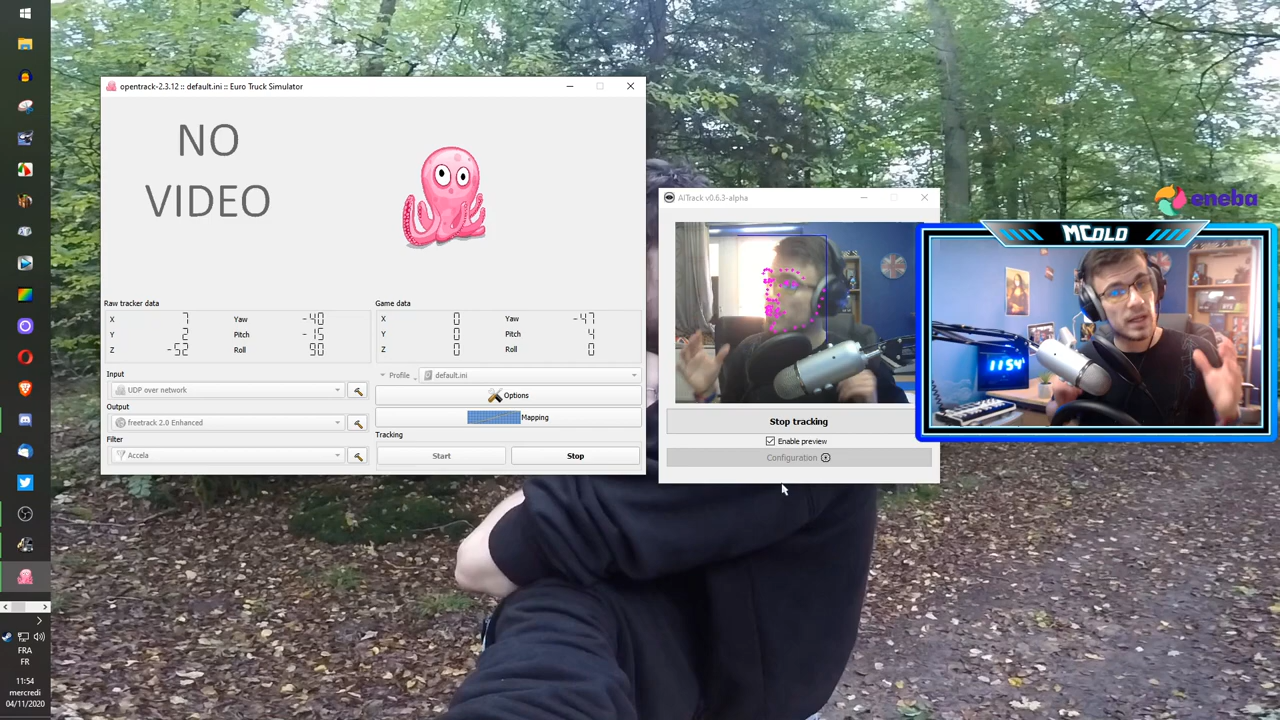 opentrack-2.3.12 :: default.ini :: Euro Truck Simulator
NO
VIDEO
Raw tracker data
X 7 Yaw -40
Y 2 Pitch -15
Z -52 Roll 90
Game data
X 0 Yaw -47
Y 0 Pitch 4
Z 0 Roll 0
Input
UDP over network
Output
freetrack 2.0 Enhanced
Filter
Accela
Profile default.ini
Options
Mapping
Tracking
Start Stop
AITrack v0.6.3-alpha
Stop tracking
Enable preview
Configuration
eneba
MCOLD
11:54
FRA
FR
11:54
mercredi
04/11/2020